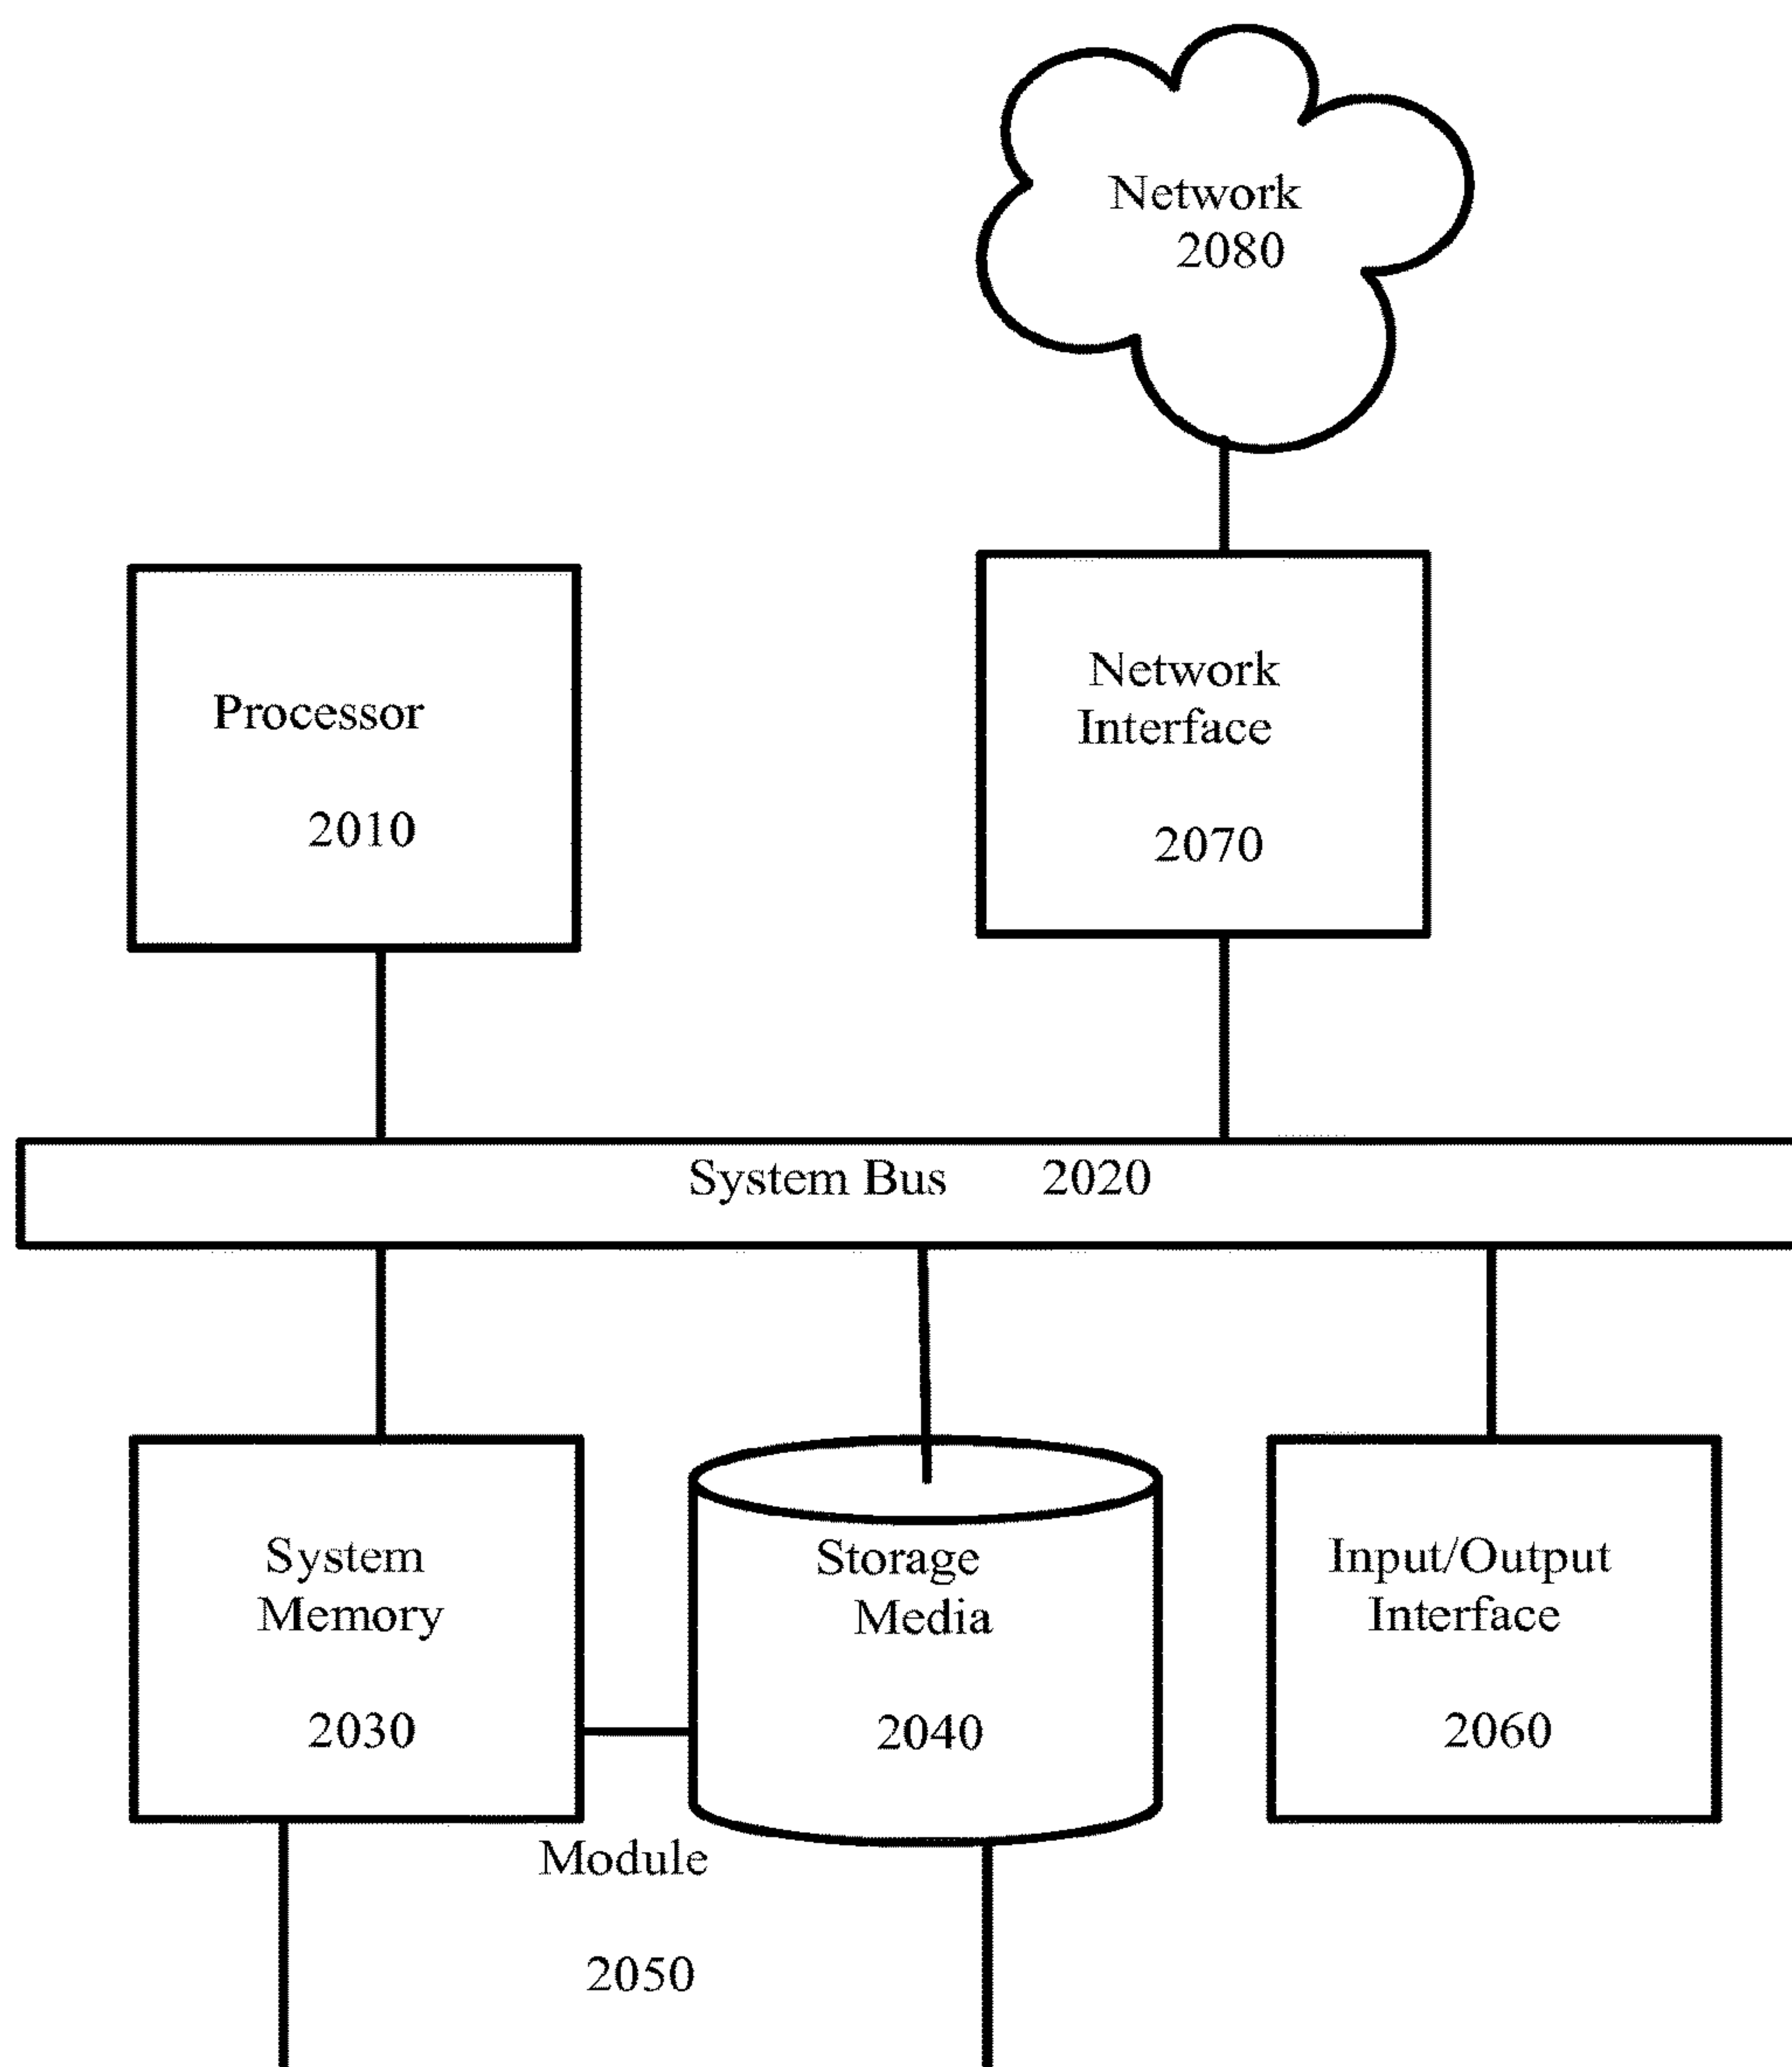 Network
2080
Processor
2010
Network
Interface
2070
System Bus 2020
System
Memory
2030
Storage
Media
2040
Input/Output
Interface
2060
Module
2050